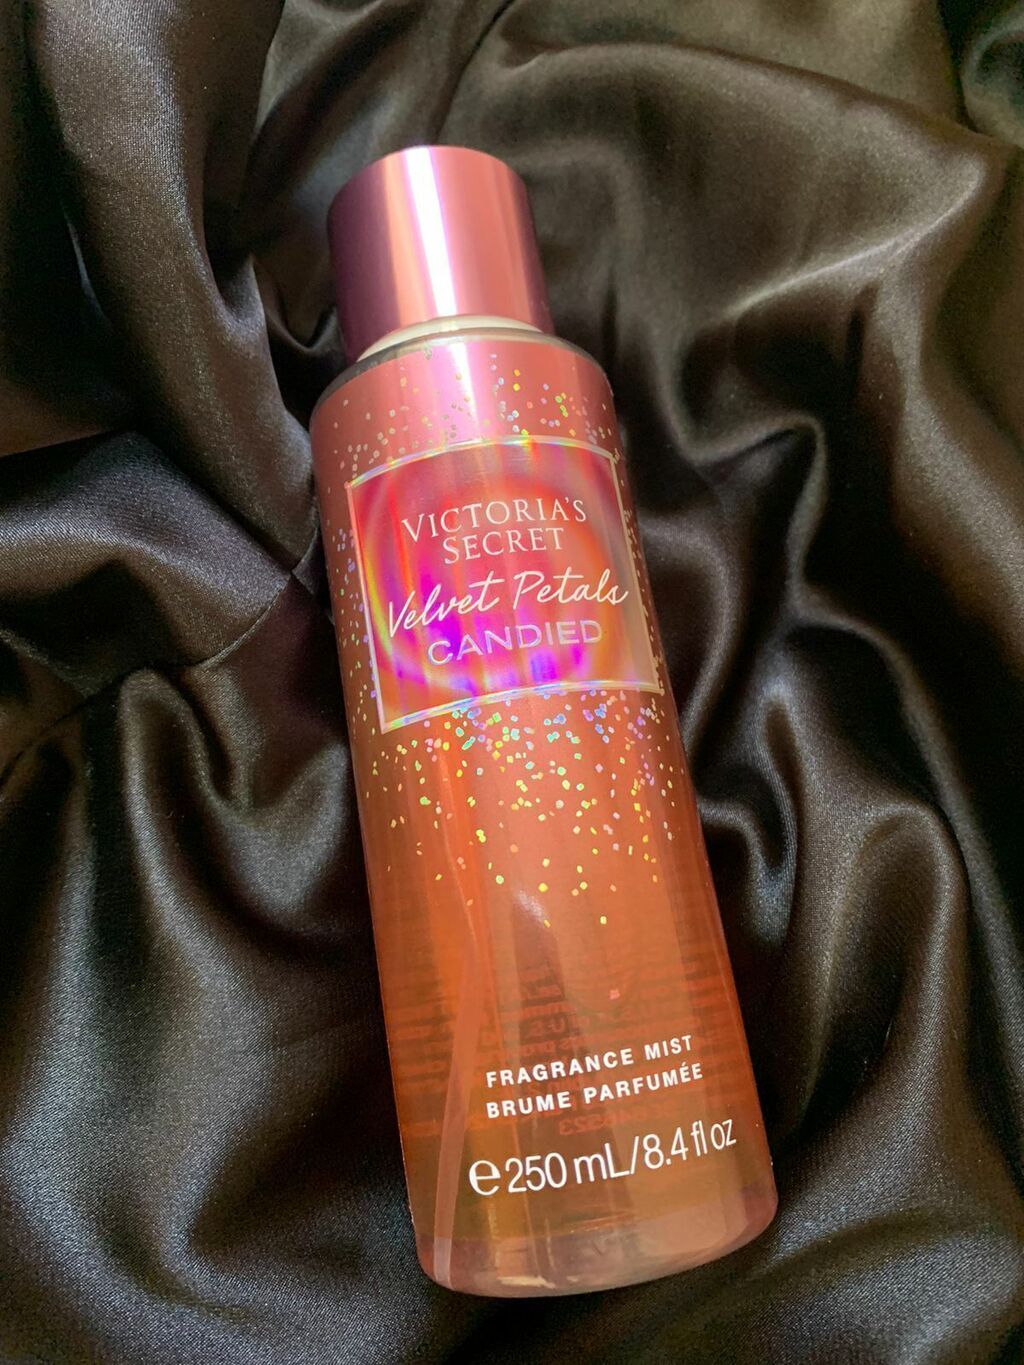 VICTORIA'S
SECRET
Velvet Petals
CANDIED
FRAGRANCE MIST
BRUME PARFUMÉE
℮250 mL/8.4 fl oz